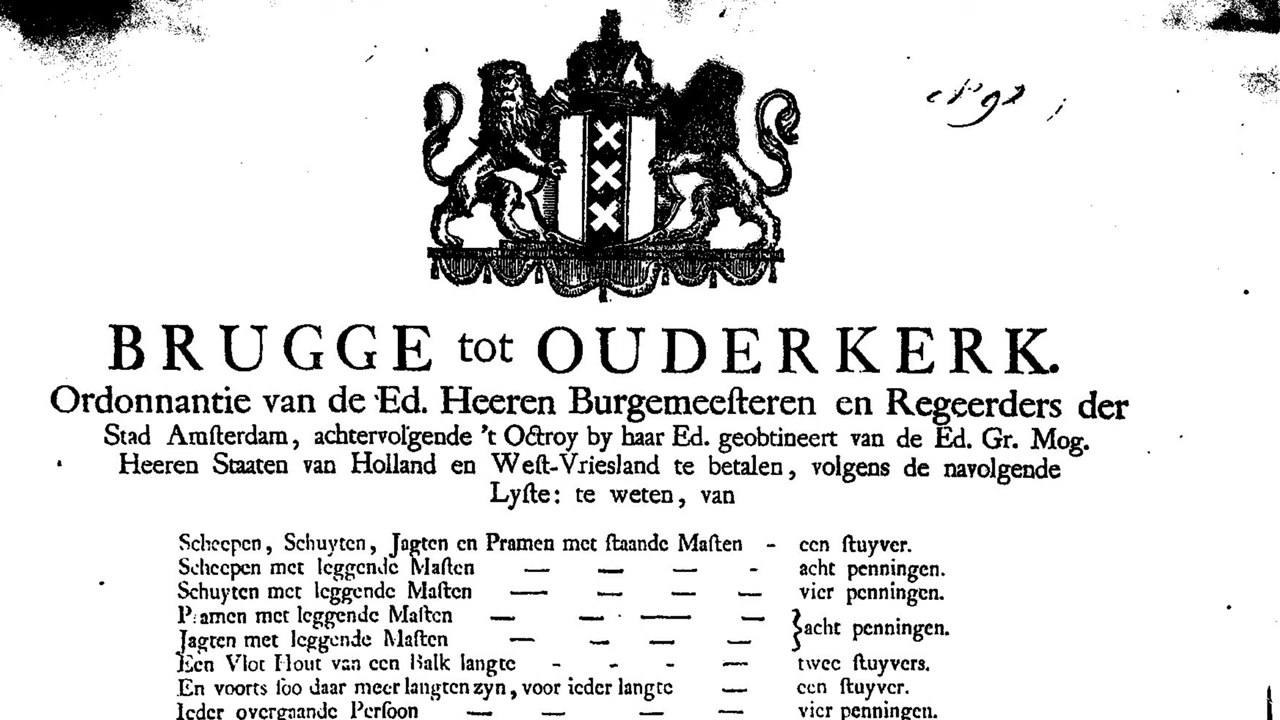 BRUGGE tot OUDERKERK.
Ordonnantie van de Ed. Heeren Burgemeeſteren en Regeerders der
Stad Amſterdam, achtervolgende 't Octroy by haar Ed. geobtineert van de Ed. Gr. Mog.
Heeren Staaten van Holland en Weſt-Vriesland te betalen, volgens de navolgende
Lyſte: te weten, van
Scheepen, Schuyten, Jagten en Pramen met ſtaande Maſten - een ſtuyver.
Scheepen met leggende Maſten — — — - acht penningen.
Schuyten met leggende Maſten — — — — vier penningen.
Pramen met leggende Maſten — — — —
Jagten met leggende Maſten — — — — } acht penningen.
Een Vlot Hout van een Balk langte - - - — twee ſtuyvers.
En voorts ſoo daar meer langten zyn, voor ieder langte — een ſtuyver.
Ieder overgaande Perſoon — — — — vier penningen.